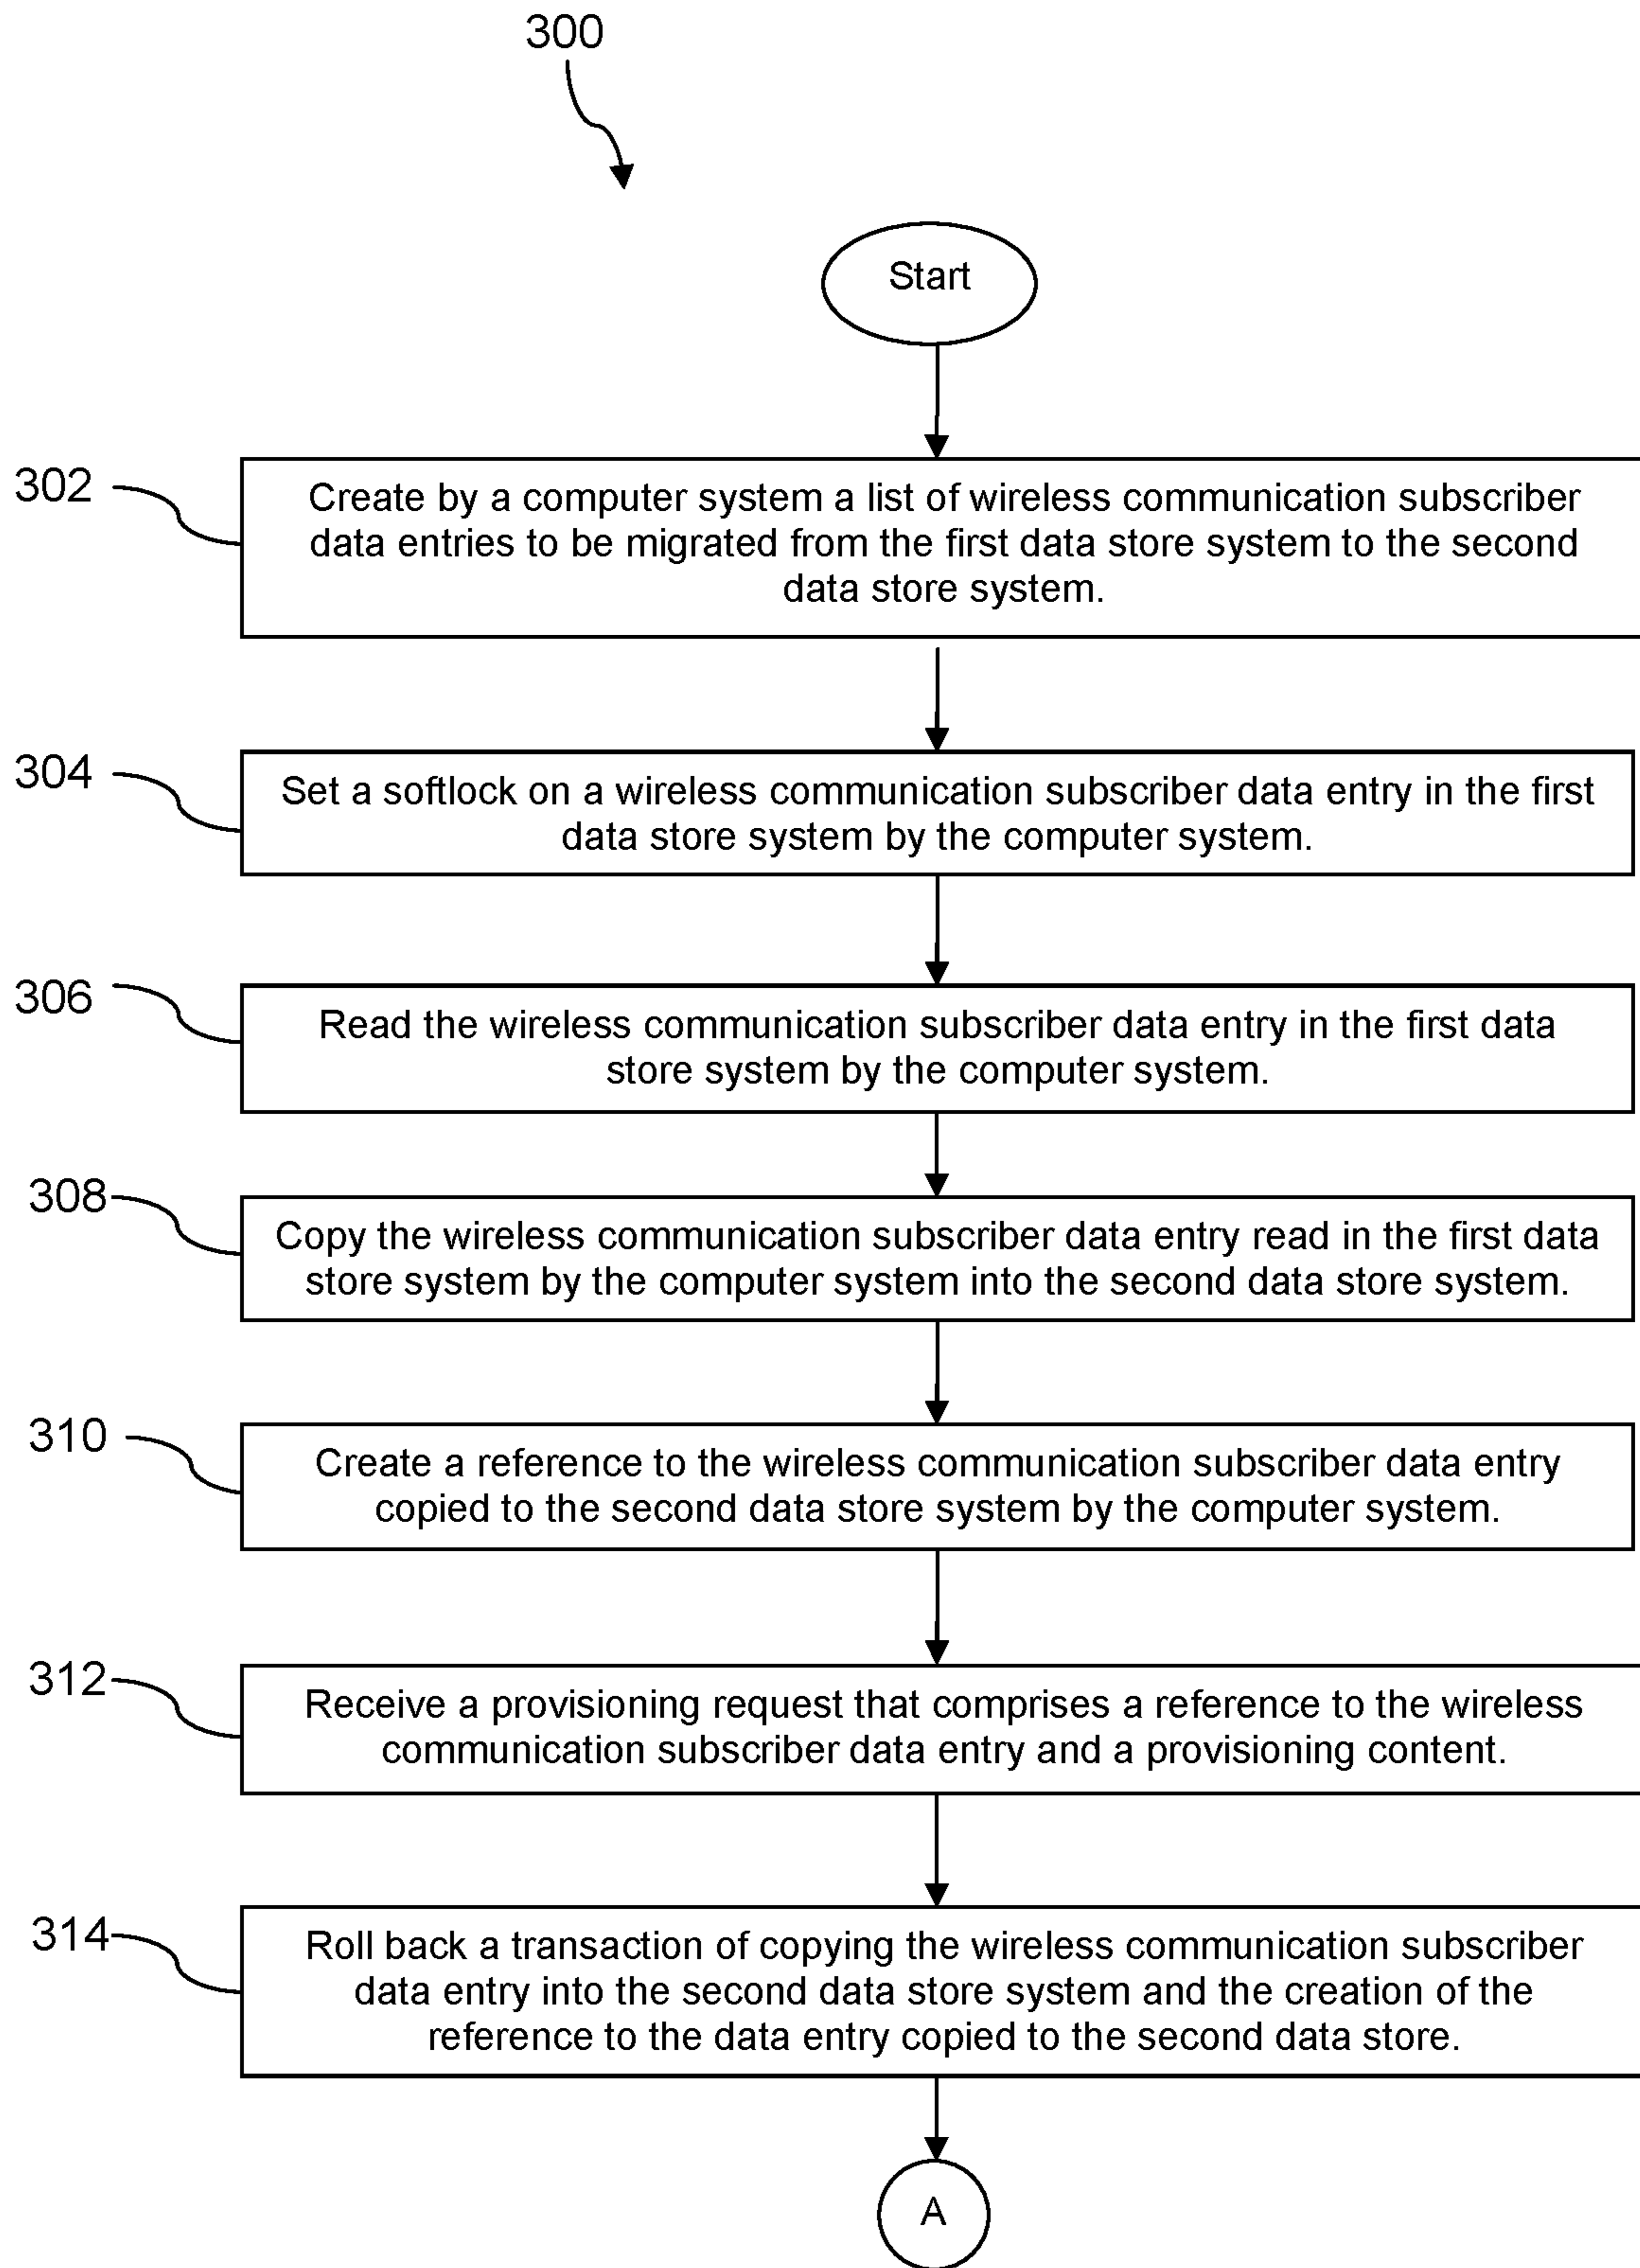 300
Start
302
Create by a computer system a list of wireless communication subscriber
data entries to be migrated from the first data store system to the second
data store system.
304
Set a softlock on a wireless communication subscriber data entry in the first
data store system by the computer system.
306
Read the wireless communication subscriber data entry in the first data
store system by the computer system.
308
Copy the wireless communication subscriber data entry read in the first data
store system by the computer system into the second data store system.
310
Create a reference to the wireless communication subscriber data entry
copied to the second data store system by the computer system.
312
Receive a provisioning request that comprises a reference to the wireless
communication subscriber data entry and a provisioning content.
314
Roll back a transaction of copying the wireless communication subscriber
data entry into the second data store system and the creation of the
reference to the data entry copied to the second data store.
A